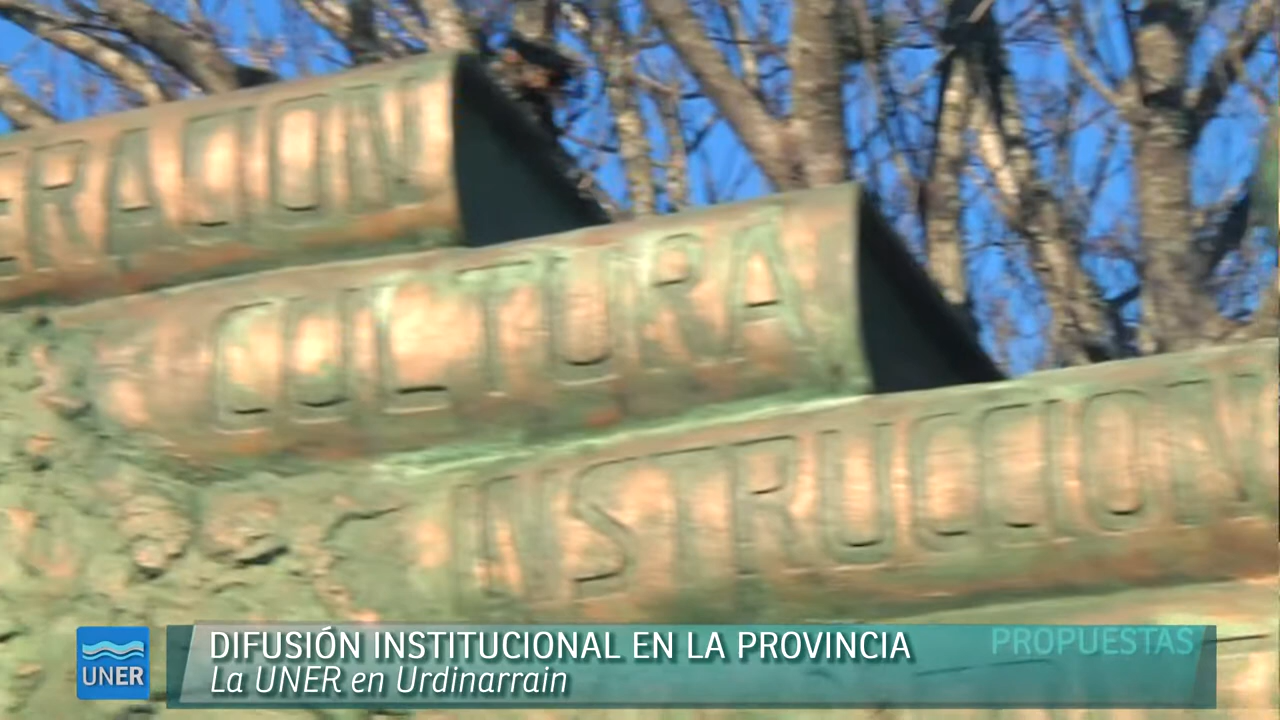 ERACION
CULTURA
INSTRUCCION
UNER
DIFUSIÓN INSTITUCIONAL EN LA PROVINCIA
PROPUESTAS
La UNER en Urdinarrain